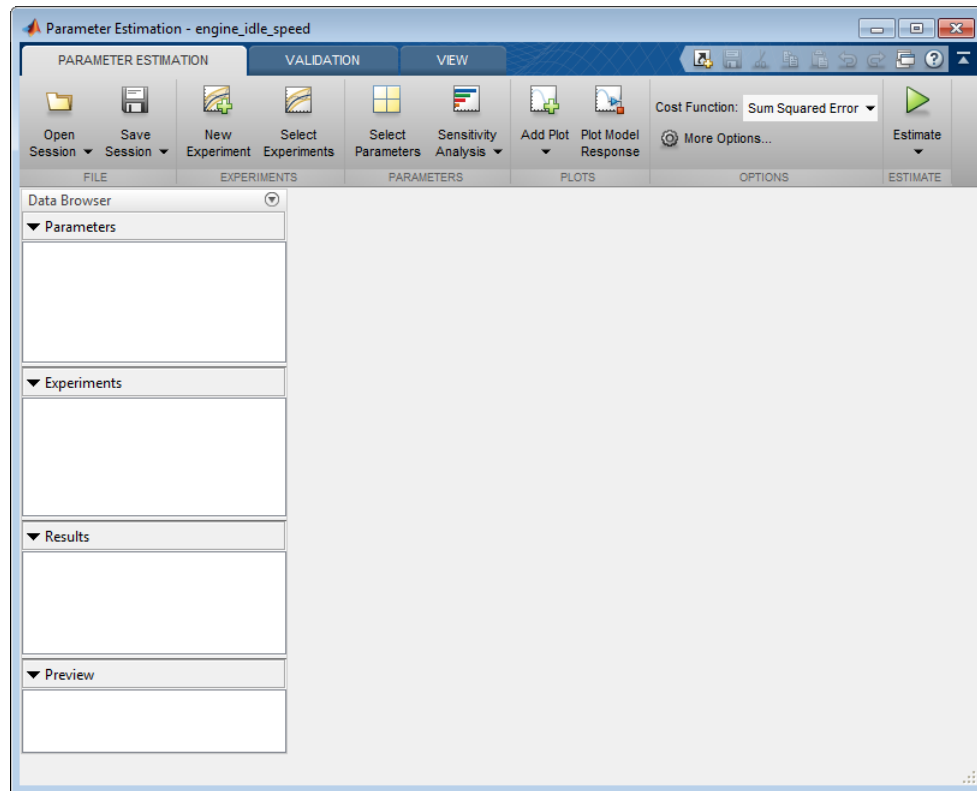 Parameter Estimation - engine_idle_speed
PARAMETER ESTIMATION VALIDATION VIEW
Open Session
Save Session
New Experiment
Select Experiments
Select Parameters
Sensitivity Analysis
Add Plot
Plot Model Response
Cost Function: Sum Squared Error
More Options...
Estimate
FILE EXPERIMENTS PARAMETERS PLOTS OPTIONS ESTIMATE
Data Browser
Parameters
Experiments
Results
Preview